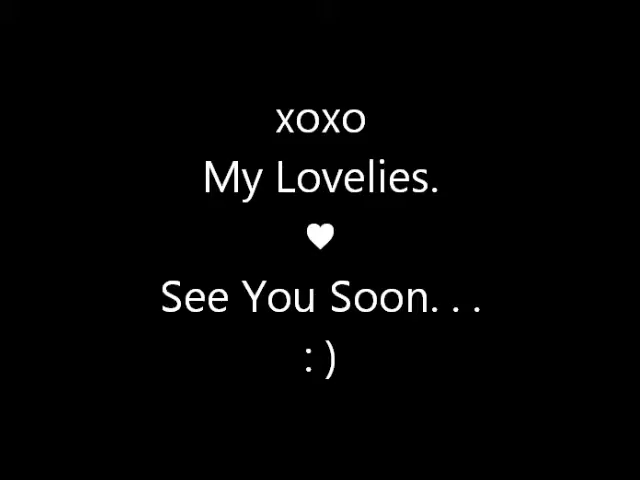 xoxo
My Lovelies.
♥
See You Soon. . .
: )